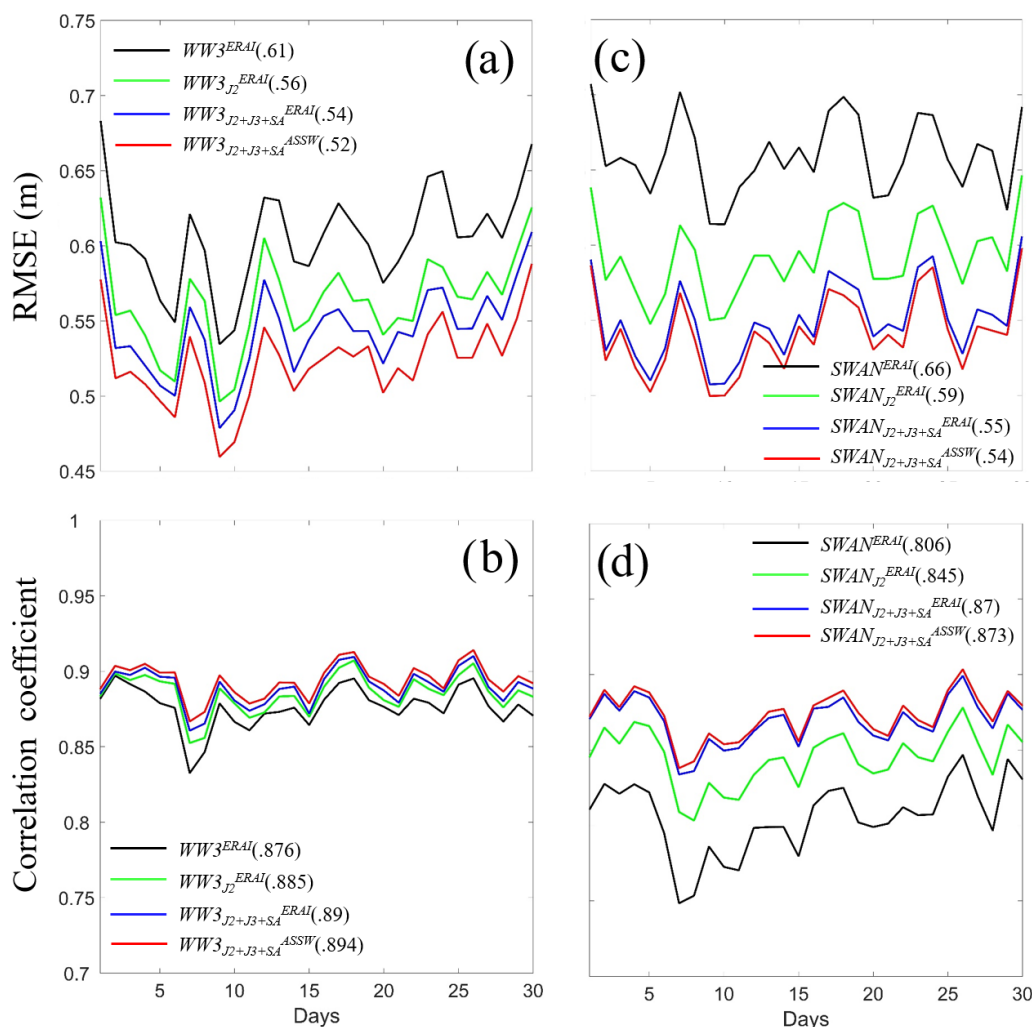 RMSE (m)
0.75
0.7
0.65
0.6
0.55
0.5
0.45
(a)
WW3^ERAI(.61)
WW3_J2^ERAI(.56)
WW3_J2+J3+SA^ERAI(.54)
WW3_J2+J3+SA^ASSW(.52)
(c)
SWAN^ERAI(.66)
SWAN_J2^ERAI(.59)
SWAN_J2+J3+SA^ERAI(.55)
SWAN_J2+J3+SA^ASSW(.54)
Correlation coefficient
1
0.95
0.9
0.85
0.8
0.75
0.7
(b)
WW3^ERAI(.876)
WW3_J2^ERAI(.885)
WW3_J2+J3+SA^ERAI(.89)
WW3_J2+J3+SA^ASSW(.894)
5 10 15 20 25 30
Days
(d)
SWAN^ERAI(.806)
SWAN_J2^ERAI(.845)
SWAN_J2+J3+SA^ERAI(.87)
SWAN_J2+J3+SA^ASSW(.873)
5 10 15 20 25 30
Days